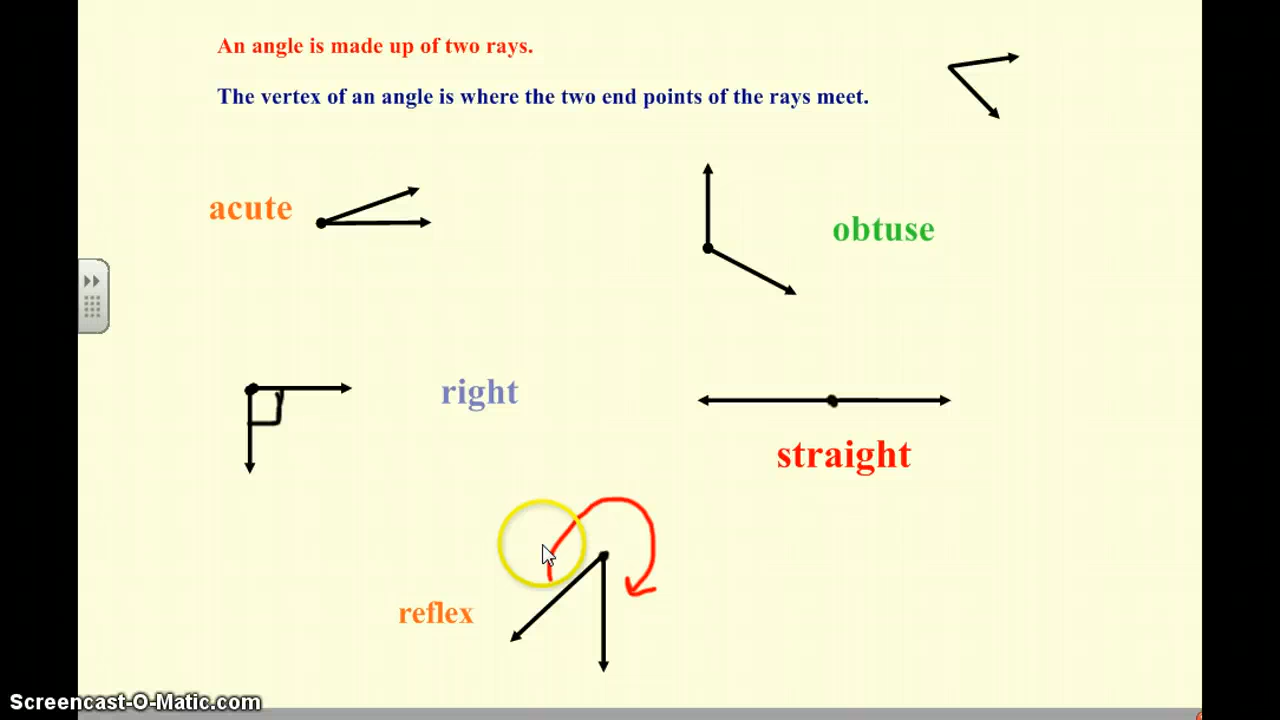 An angle is made up of two rays.
The vertex of an angle is where the two end points of the rays meet.
acute
obtuse
right
straight
reflex
Screencast-O-Matic.com